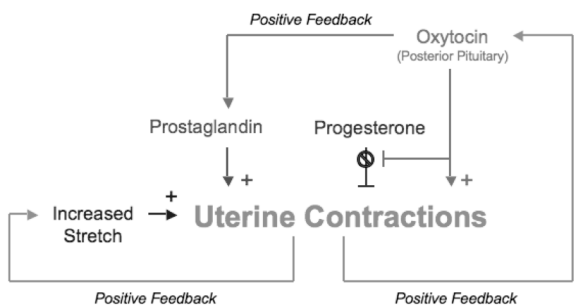 Positive Feedback
Oxytocin
(Posterior Pituitary)
Prostaglandin
Progesterone
+
+
+
Increased
Stretch
Uterine Contractions
Positive Feedback
Positive Feedback